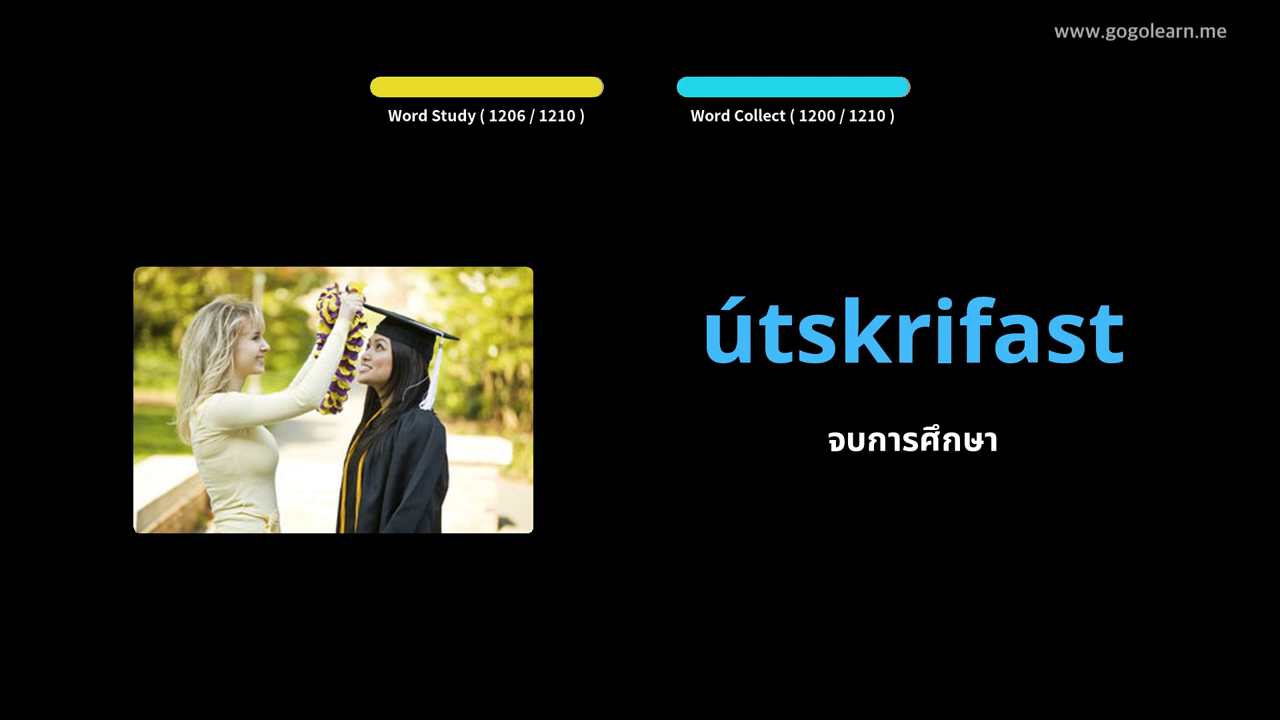 www.gogolearn.me
Word Study ( 1206 / 1210 )
Word Collect ( 1200 / 1210 )
útskrifast
จบการศึกษา